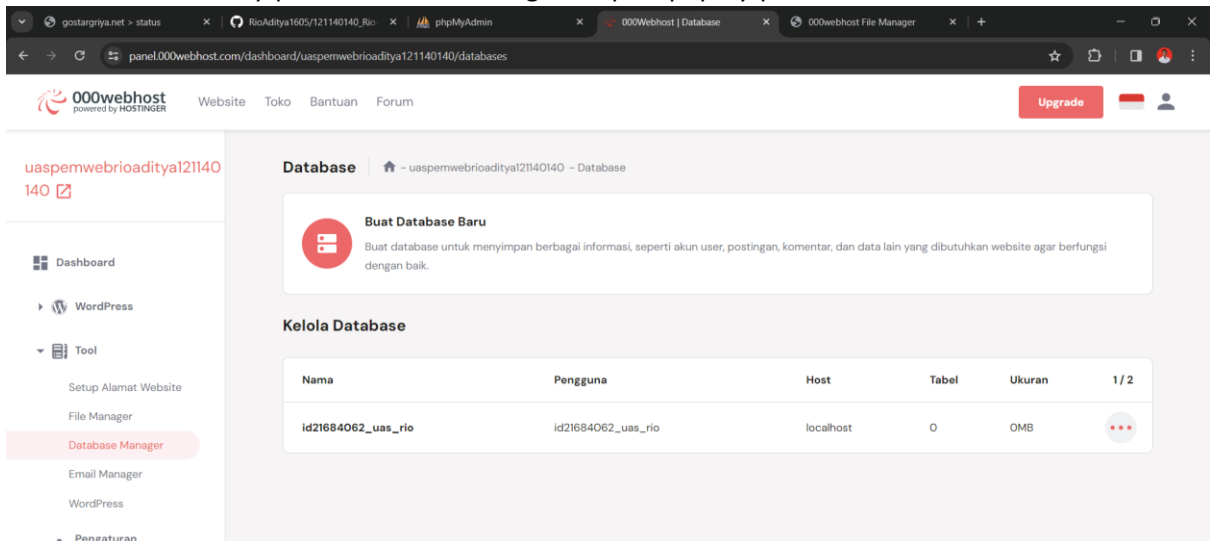 gostargriya.net > status
RioAditya1605/121140140_Rio
phpMyAdmin
000Webhost | Database
000webhost File Manager
panel.000webhost.com/dashboard/uaspemwebrioaditya121140140/databases
000webhost
powered by HOSTINGER
Website Toko Bantuan Forum
Upgrade
uaspemwebrioaditya121140
140
Dashboard
WordPress
Tool
Setup Alamat Website
File Manager
Database Manager
Email Manager
WordPress
Pengaturan
Database - uaspemwebrioaditya121140140 - Database
Buat Database Baru
Buat database untuk menyimpan berbagai informasi, seperti akun user, postingan, komentar, dan data lain yang dibutuhkan website agar berfungsi
dengan baik.
Kelola Database
Nama Pengguna Host Tabel Ukuran 1 / 2
id21684062_uas_rio id21684062_uas_rio localhost 0 0MB